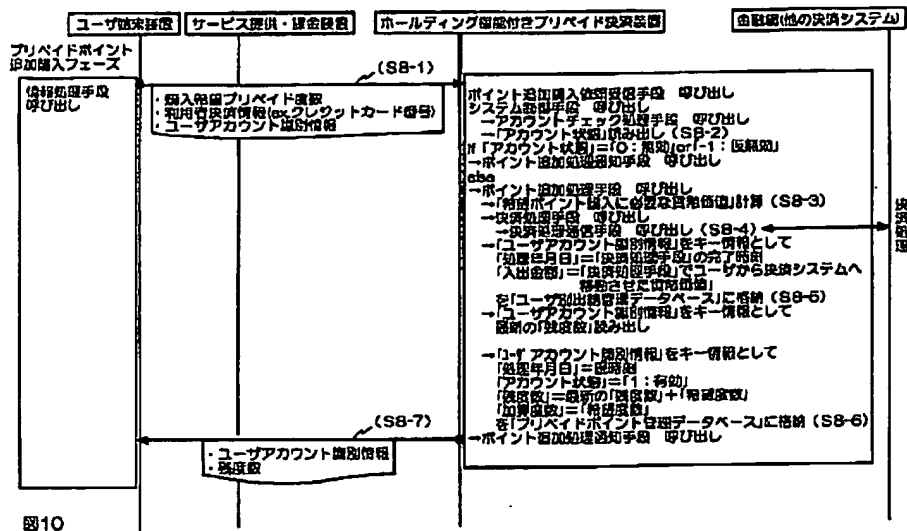 ユーザ端末装置
サービス提供・課金装置
ホールディング機能付きプリペイド決済装置
金融網(他の決済システム)
プリペイドポイント
追加購入フェーズ
情報処理手段
呼び出し
(S8-1)
・購入希望プリペイド度数
・利用者決済情報(exクレジットカード番号)
・ユーザアカウント識別情報
ポイント追加購入依頼受信手段 呼び出し
システム管理手段 呼び出し
→アカウントチェック処理手段 呼び出し
→「アカウント状態」読み出し (S8-2)
if「アカウント状態」=「0:無効」or「-1:仮無効」
→ポイント追加処理通知手段 呼び出し
else
→ポイント追加処理手段 呼び出し
→「希望ポイント購入に必要な貨幣価値」計算 (S8-3)
→決済処理手段 呼び出し
→決済処理通信手段 呼び出し (S8-4)
決済処理
→「ユーザアカウント識別情報」をキー情報として
「処理年月日」=「決済処理手段」の完了時刻
「入出金額」=「決済処理手段」でユーザから決済システムへ
移動させた貨幣価値」
を「ユーザ別出納管理データベース」に格納 (S8-5)
→「ユーザアカウント識別情報」をキー情報として
最新の「残度数」読み出し
→「ユーザアカウント識別情報」をキー情報として
「処理年月日」=現時刻
「アカウント状態」=「1:有効」
「残度数」=最新の「残度数」+「希望度数」
「加算度数」=「希望度数」
を「プリペイドポイント管理データベース」に格納 (S8-6)
→ポイント追加処理通知手段 呼び出し
(S8-7)
・ユーザアカウント識別情報
・残度数
図10